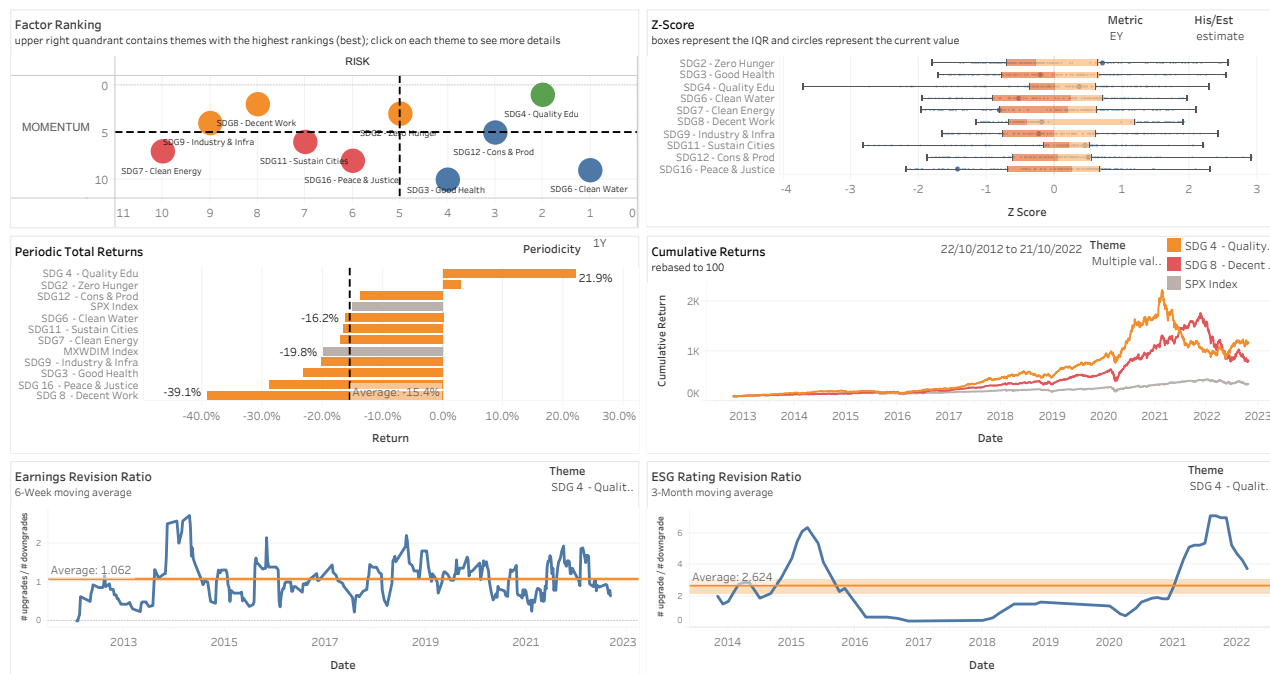 Factor Ranking
upper right quandrant contains themes with the highest rankings (best); click on each theme to see more details
RISK
MOMENTUM
0
5
10
SDG4 - Quality Edu
SDG8 - Decent Work
SDG2 - Zero Hunger
SDG9 - Industry & Infra
SDG12 - Cons & Prod
SDG11 - Sustain Cities
SDG7 - Clean Energy
SDG16 - Peace & Justice
SDG3 - Good Health
SDG6 - Clean Water
11 10 9 8 7 6 5 4 3 2 1 0
Z-Score
boxes represent the IQR and circles represent the current value
Metric
EY
His/Est
estimate
SDG2 - Zero Hunger
SDG3 - Good Health
SDG4 - Quality Edu
SDG6 - Clean Water
SDG7 - Clean Energy
SDG8 - Decent Work
SDG9 - Industry & Infra
SDG11 - Sustain Cities
SDG12 - Cons & Prod
SDG16 - Peace & Justice
-4 -3 -2 -1 0 1 2 3
Z Score
Periodic Total Returns
Periodicity 1Y
SDG 4 - Quality Edu
SDG2 - Zero Hunger
SDG12 - Cons & Prod
SPX Index
SDG6 - Clean Water
SDG11 - Sustain Cities
SDG7 - Clean Energy
MXWDIM Index
SDG9 - Industry & Infra
SDG3 - Good Health
SDG 16 - Peace & Justice
SDG 8 - Decent Work
21.9%
-16.2%
-19.8%
-39.1%
Average: -15.4%
-40.0% -30.0% -20.0% -10.0% 0.0% 10.0% 20.0% 30.0%
Return
Cumulative Returns
rebased to 100
22/10/2012 to 21/10/2022
Theme
Multiple val..
SDG 4 - Quality.
SDG 8 - Decent .
SPX Index
Cumulative Return
2K
1K
0K
2013 2014 2015 2016 2017 2018 2019 2020 2021 2022 2023
Date
Earnings Revision Ratio
6-Week moving average
Theme
SDG 4 - Qualit..
# upgrades / # downgrades
2
1
0
Average: 1.062
2013 2015 2017 2019 2021 2023
Date
ESG Rating Revision Ratio
3-Month moving average
Theme
SDG 4 - Qualit..
# upgrade / # downgrade
6
4
2
0
Average: 2.624
2014 2015 2016 2017 2018 2019 2020 2021 2022
Date